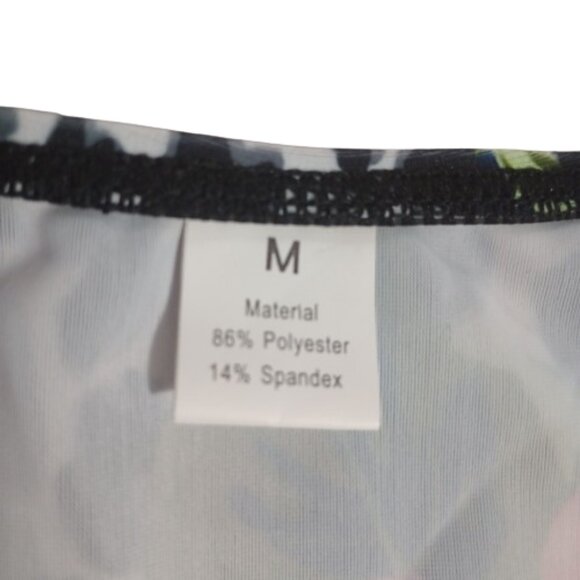 M
Material
86% Polyester
14% Spandex